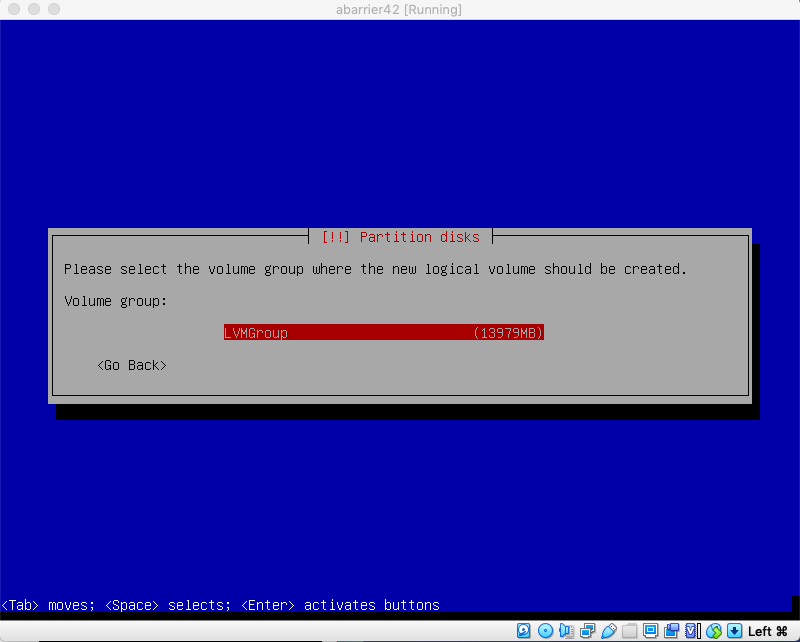 abarrier42 [Running]
[!!] Partition disks
Please select the volume group where the new logical volume should be created.
Volume group:
LVMGroup (13979MB)
<Go Back>
<Tab> moves; <Space> selects; <Enter> activates buttons
Left ⌘